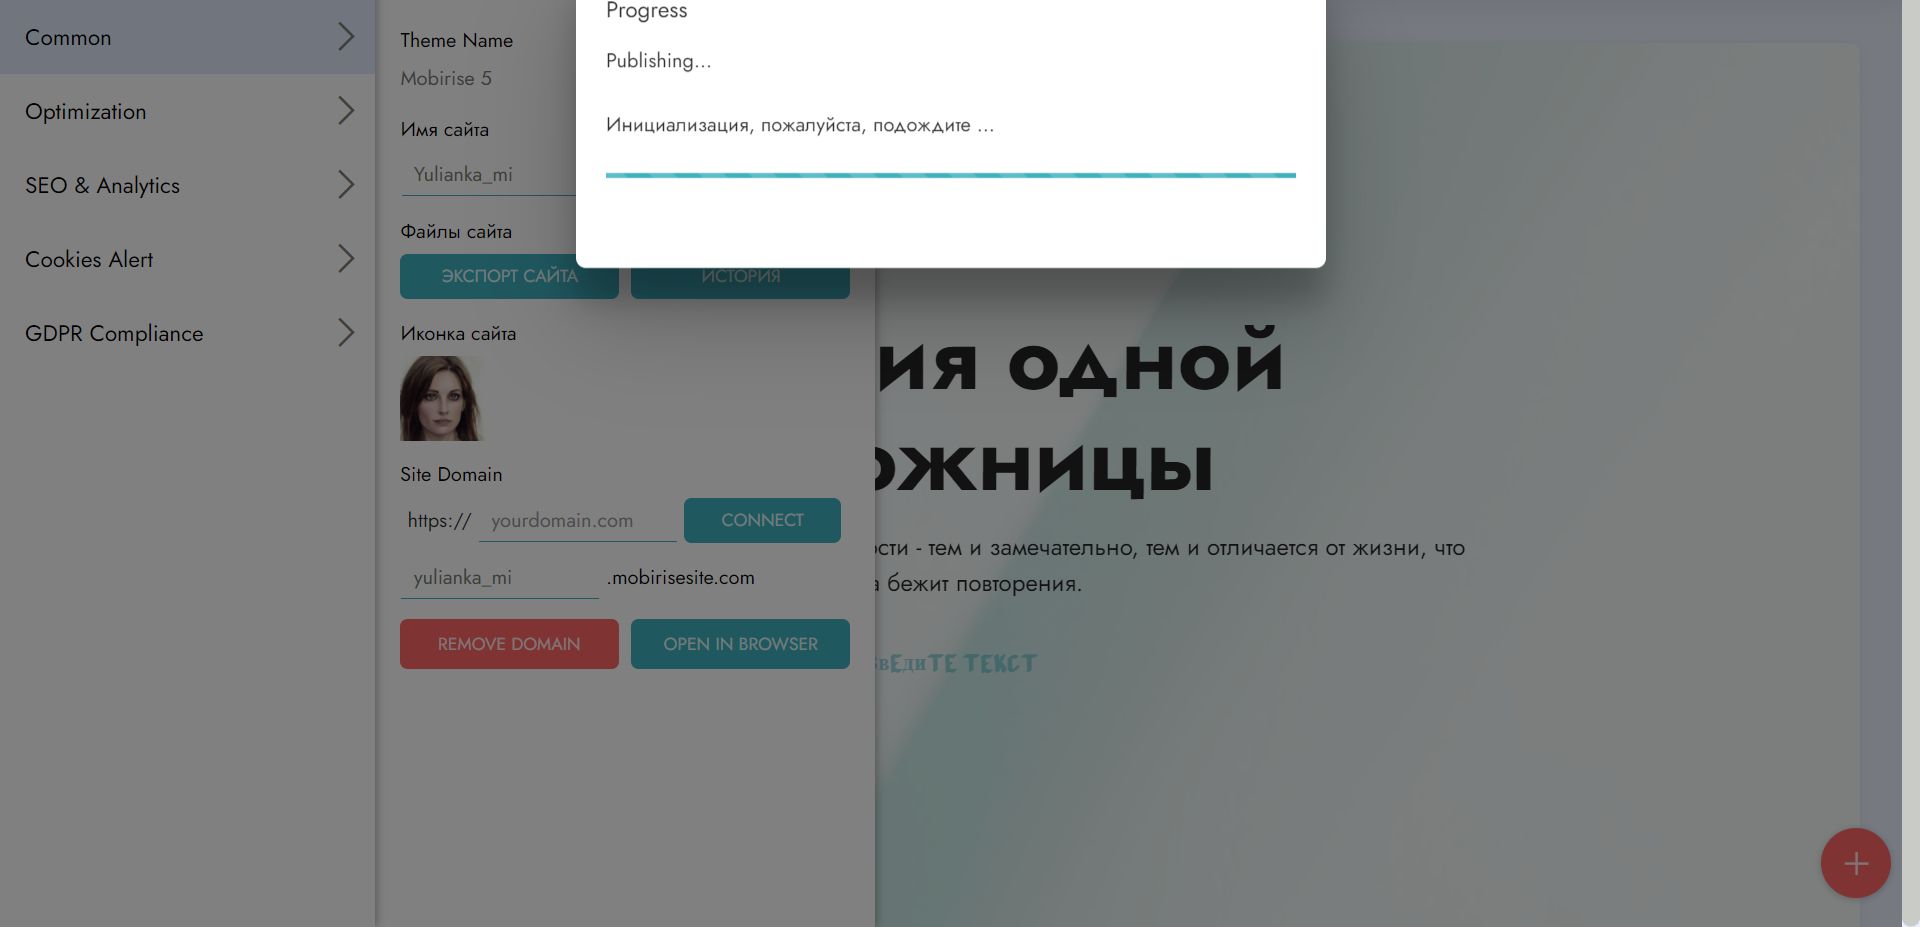 Common
Optimization
SEO & Analytics
Cookies Alert
GDPR Compliance
Theme Name
Mobirise 5
Имя сайта
Yulianka_mi
Файлы сайта
ЭКСПОРТ САЙТА
ИСТОРИЯ
Иконка сайта
Site Domain
https://
yourdomain.com
CONNECT
yulianka_mi
.mobirisesite.com
REMOVE DOMAIN
OPEN IN BROWSER
Progress
Publishing...
Инициализация, пожалуйста, подождите ...
ия одной
ожницы
ости - тем и замечательно, тем и отличается от жизни, что
а бежит повторения.
ввЕдиТЕ ТЕКСТ